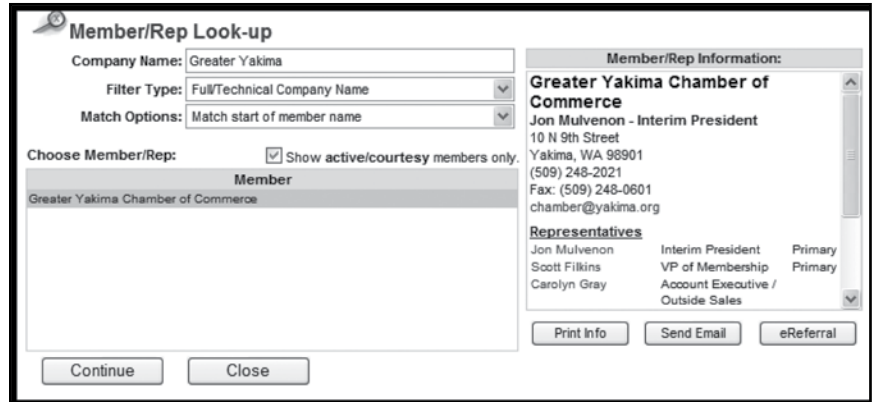 Member/Rep Look-up
Company Name: Greater Yakima
Filter Type: Full/Technical Company Name
Match Options: Match start of member name
Choose Member/Rep: Show active/courtesy members only.
Member
Greater Yakima Chamber of Commerce
Continue Close
Member/Rep Information:
Greater Yakima Chamber of
Commerce
Jon Mulvenon - Interim President
10 N 9th Street
Yakima, WA 98901
(509) 248-2021
Fax: (509) 248-0601
chamber@yakima.org
Representatives
Jon Mulvenon Interim President Primary
Scott Filkins VP of Membership Primary
Carolyn Gray Account Executive /
Outside Sales
Print Info Send Email eReferral